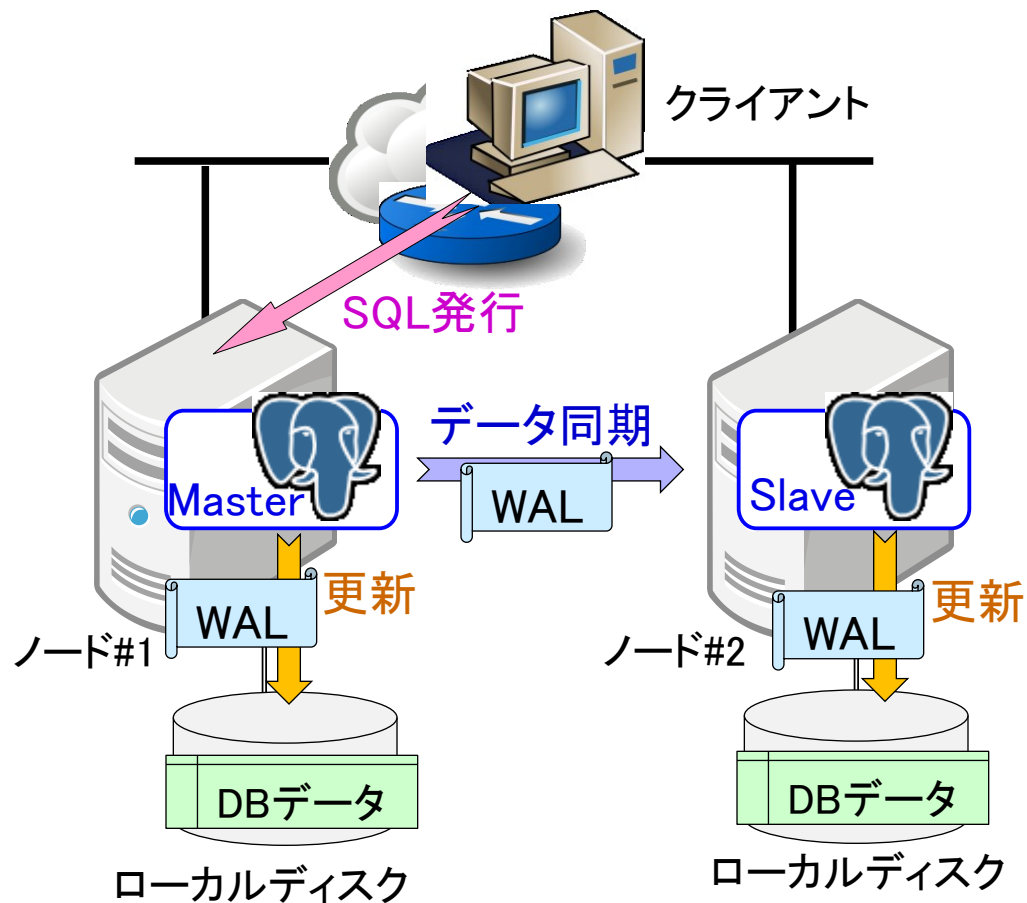 クライアント
SQL発行
データ同期
WAL
Master
Slave
更新
WAL
更新
WAL
ノード#1
ノード#2
DBデータ
DBデータ
ローカルディスク
ローカルディスク